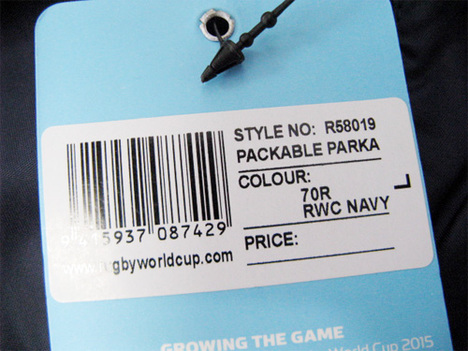 STYLE NO: R58019
PACKABLE PARKA
COLOUR:
70R
RWC NAVY
L
PRICE:
5937 087429
gbyworldcup.com
GROWING THE GAME
World Cup 2015